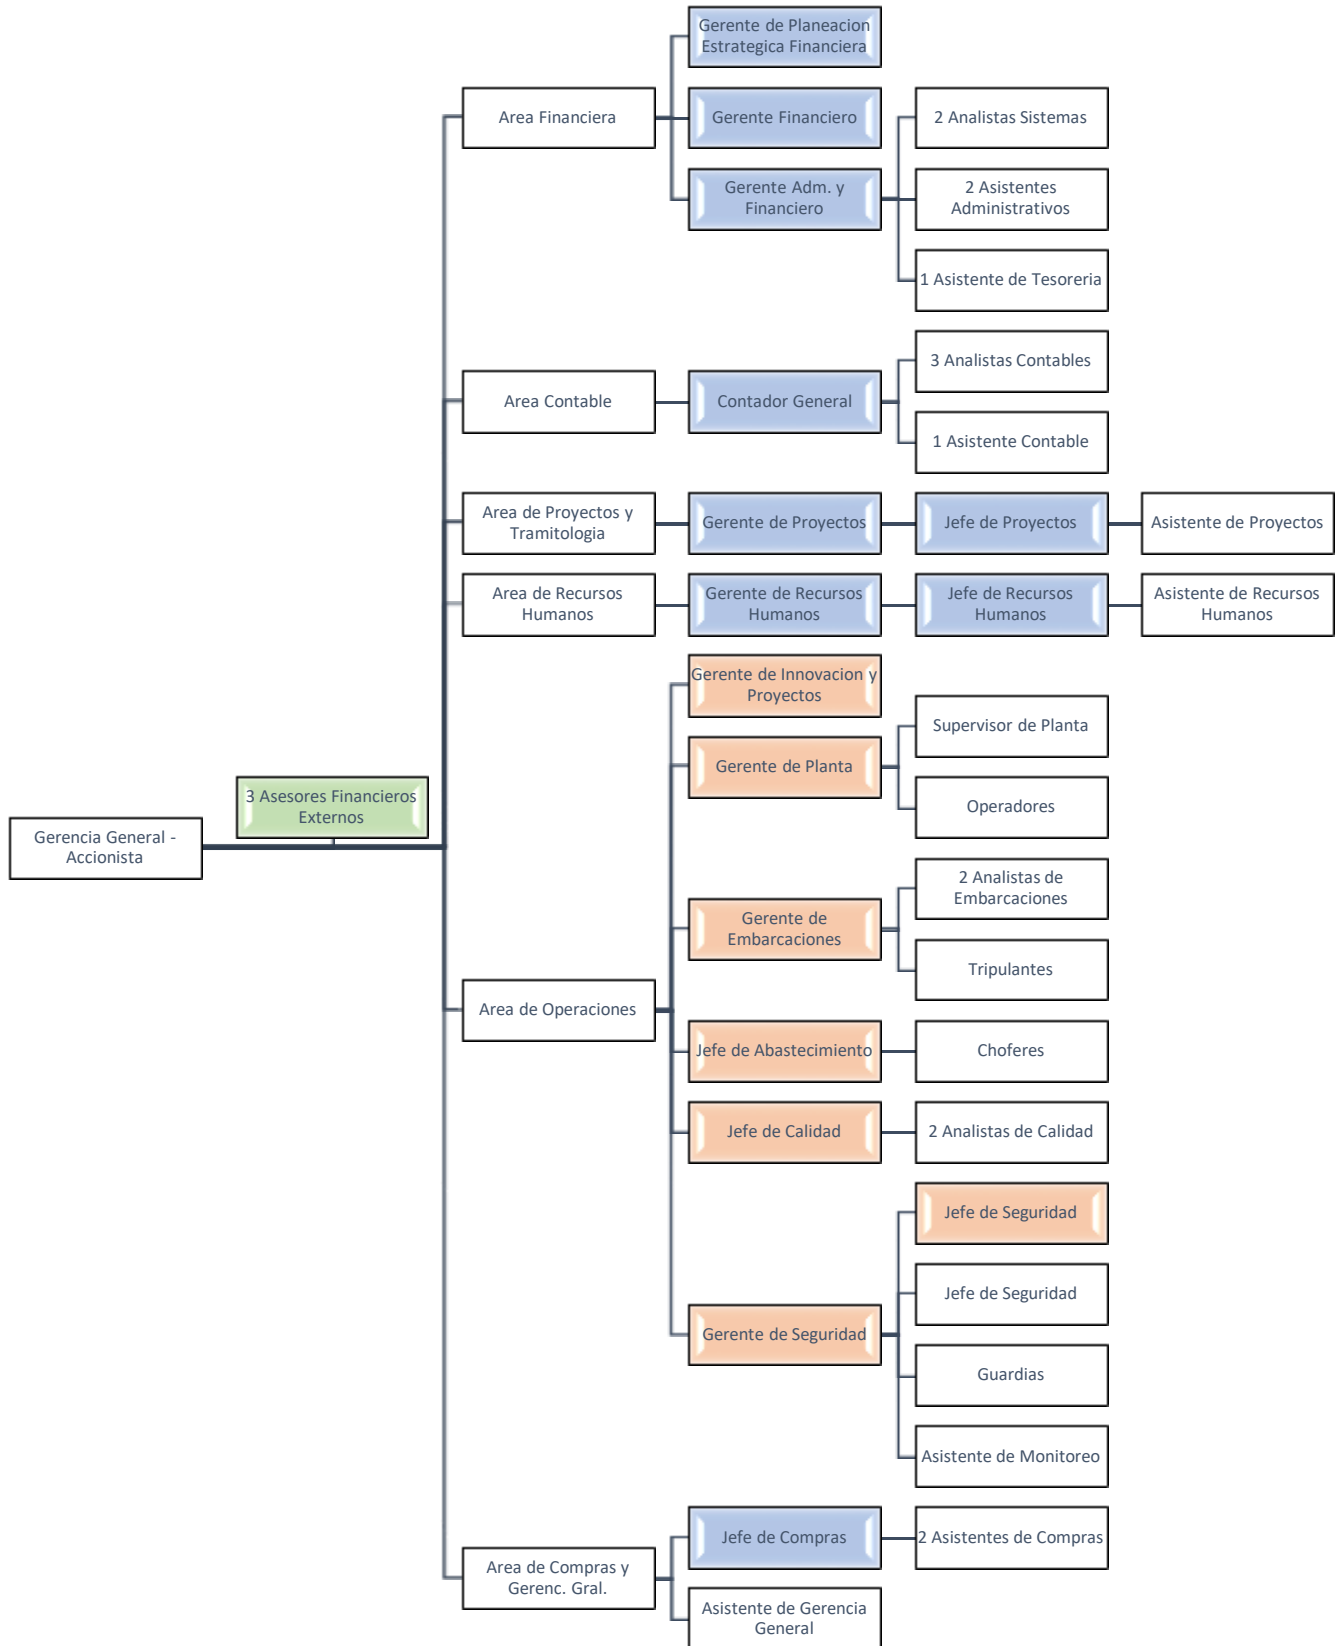 Gerente de Planeacion
Estrategica Financiera
Area Financiera
Gerente Financiero
2 Analistas Sistemas
Gerente Adm. y
Financiero
2 Asistentes
Administrativos
1 Asistente de Tesoreria
3 Analistas Contables
Area Contable
Contador General
1 Asistente Contable
Area de Proyectos y
Tramitologia
Gerente de Proyectos
Jefe de Proyectos
Asistente de Proyectos
Area de Recursos
Humanos
Gerente de Recursos
Humanos
Jefe de Recursos
Humanos
Asistente de Recursos
Humanos
Gerente de Innovacion y
Proyectos
Supervisor de Planta
Gerente de Planta
Operadores
3 Asesores Financieros
Externos
Gerencia General -
Accionista
2 Analistas de
Embarcaciones
Gerente de
Embarcaciones
Tripulantes
Area de Operaciones
Jefe de Abastecimiento
Choferes
Jefe de Calidad
2 Analistas de Calidad
Jefe de Seguridad
Jefe de Seguridad
Gerente de Seguridad
Guardias
Asistente de Monitoreo
Jefe de Compras
2 Asistentes de Compras
Area de Compras y
Gerenc. Gral.
Asistente de Gerencia
General